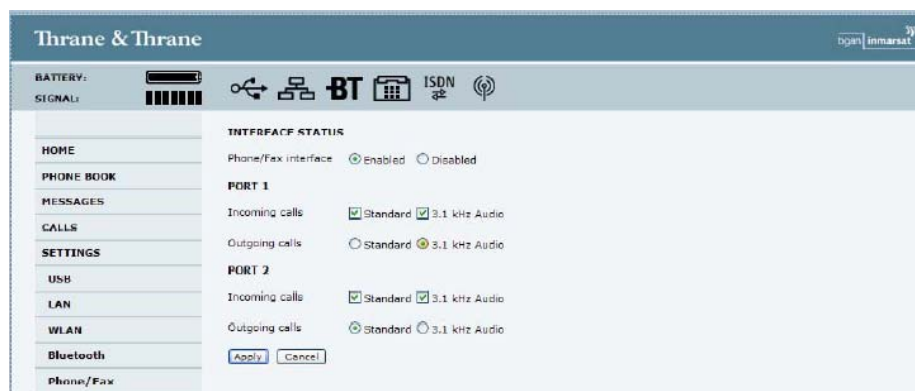 Thrane & Thrane
bgan inmarsat
BATTERY:
SIGNAL:
BT
ISDN
HOME
PHONE BOOK
MESSAGES
CALLS
SETTINGS
USB
LAN
WLAN
Bluetooth
Phone/Fax
INTERFACE STATUS
Phone/Fax interface Enabled Disabled
PORT 1
Incoming calls Standard 3.1 kHz Audio
Outgoing calls Standard 3.1 kHz Audio
PORT 2
Incoming calls Standard 3.1 kHz Audio
Outgoing calls Standard 3.1 kHz Audio
Apply Cancel